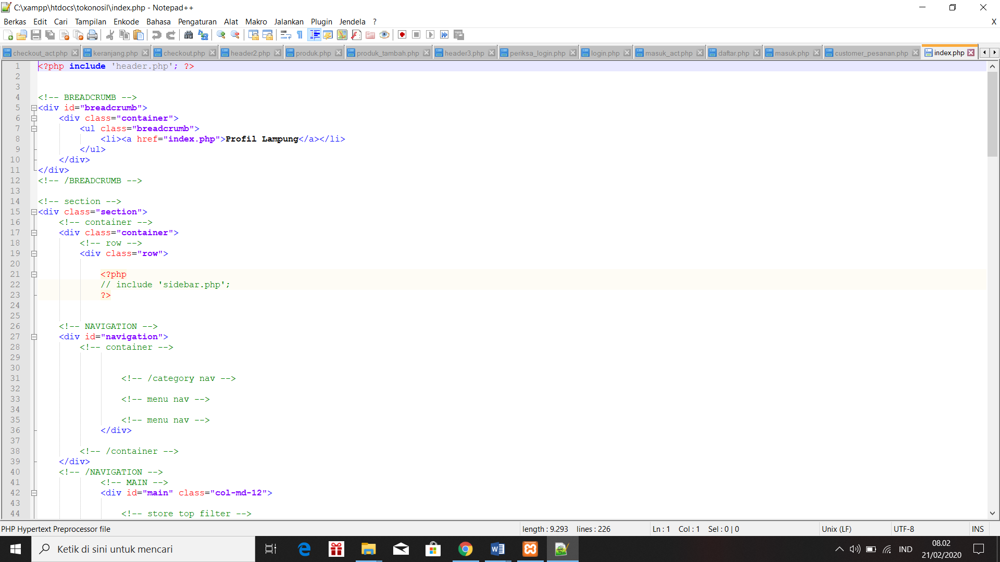 C:\xampp\htdocs\tokonosil\index.php - Notepad++
Berkas Edit Cari Tampilan Enkode Bahasa Pengaturan Alat Makro Jalankan Plugin Jendela ? X
checkout_act.php keranjang.php checkout.php header2.php produk.php produk_tambah.php header3.php periksa_login.php login.php masuk_act.php daftar.php masuk.php customer_pesanan.php index.php
1 <?php include 'header.php'; ?>
2
3
4 <!-- BREADCRUMB -->
5 <div id="breadcrumb">
6 <div class="container">
7 <ul class="breadcrumb">
8 <li><a href="index.php">Profil Lampung</a></li>
9 </ul>
10 </div>
11 </div>
12 <!-- /BREADCRUMB -->
13
14 <!-- section -->
15 <div class="section">
16 <!-- container -->
17 <div class="container">
18 <!-- row -->
19 <div class="row">
20
21 <?php
22 // include 'sidebar.php';
23 ?>
24
25
26 <!-- NAVIGATION -->
27 <div id="navigation">
28 <!-- container -->
29
30
31 <!-- /category nav -->
32
33 <!-- menu nav -->
34
35 <!-- menu nav -->
36 </div>
37
38 <!-- /container -->
39 </div>
40 <!-- /NAVIGATION -->
41 <!-- MAIN -->
42 <div id="main" class="col-md-12">
43
44 <!-- store top filter -->
PHP Hypertext Preprocessor file length : 9.293 lines : 226 Ln : 1 Col : 1 Sel : 0 | 0 Unix (LF) UTF-8 INS
Ketik di sini untuk mencari IND 08.02
21/02/2020